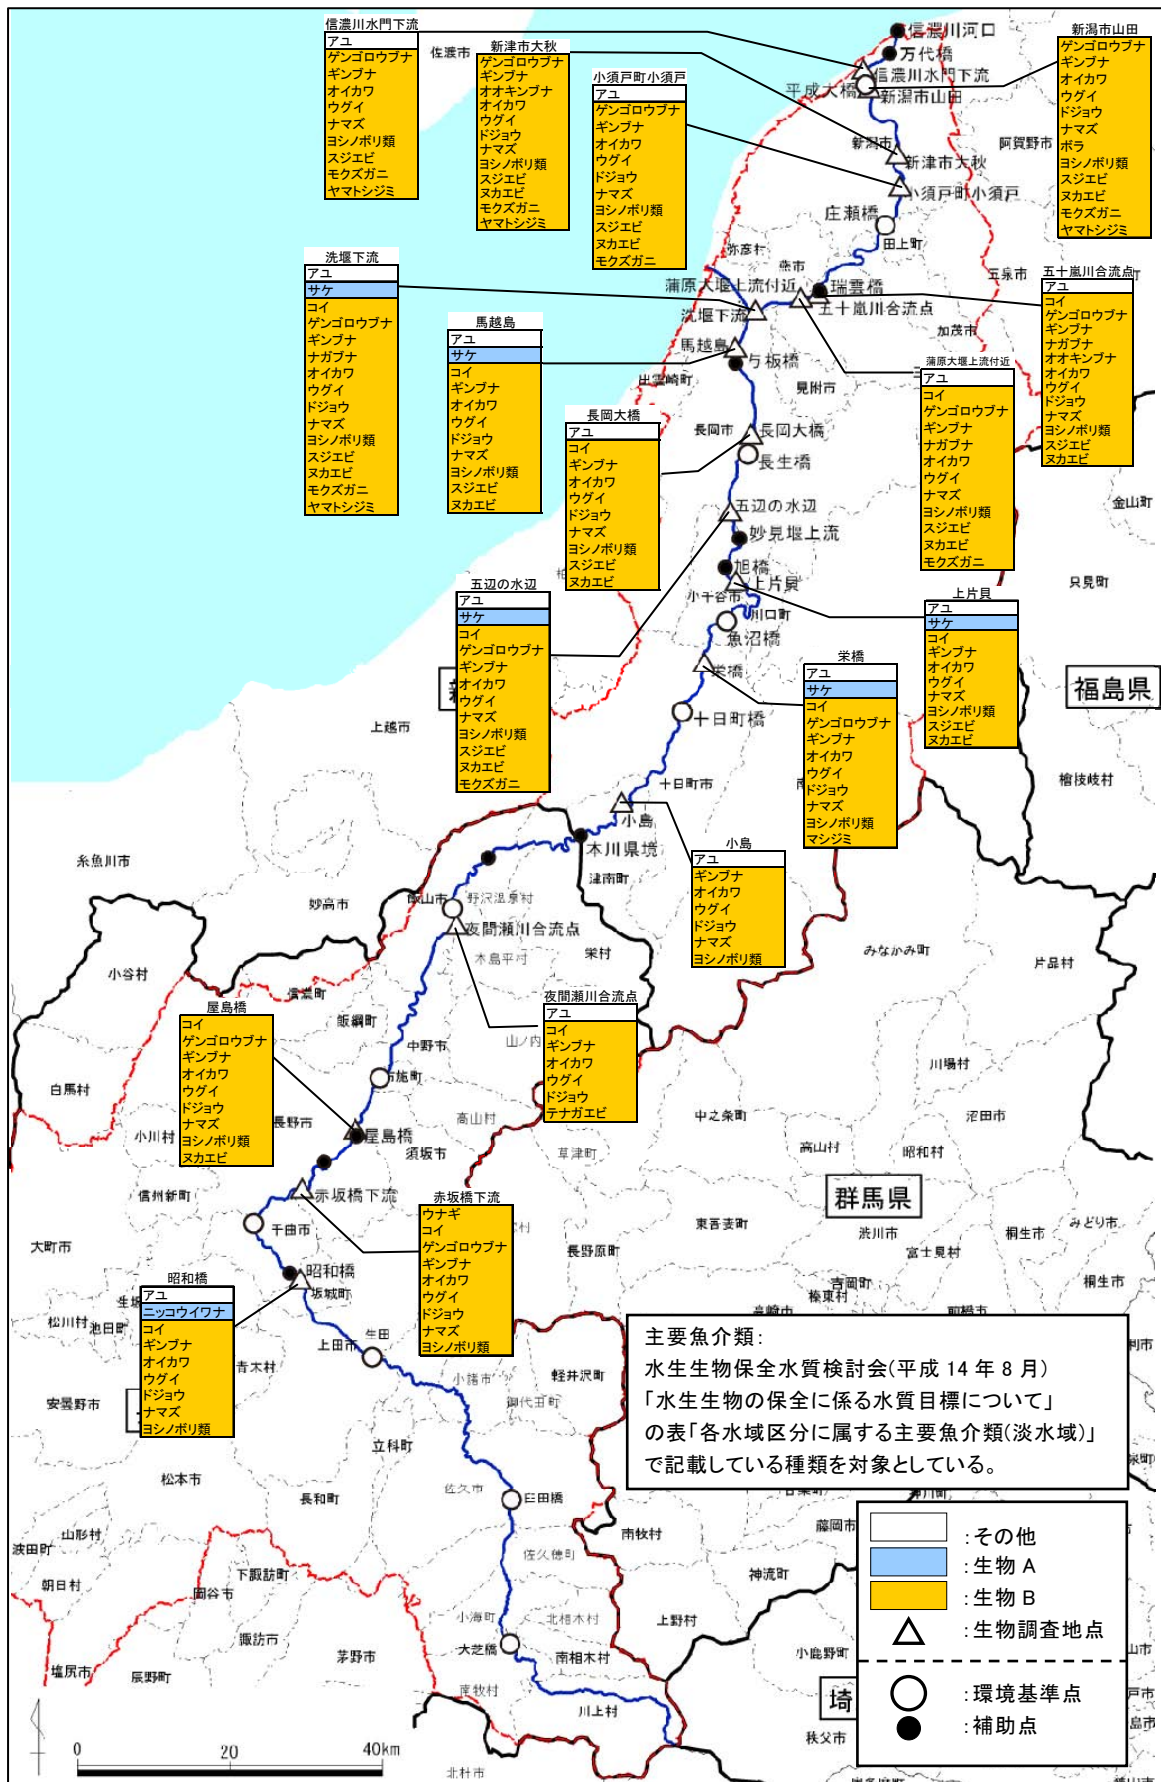 信濃川水門下流
アユ
ゲンゴロウブナ
ギンブナ
オイカワ
ウグイ
ナマズ
ヨシノボリ類
スジエビ
モクズガニ
ヤマトシジミ
佐渡市
新津市大秋
ゲンゴロウブナ
ギンブナ
オオキンブナ
オイカワ
ウグイ
ドジョウ
ナマズ
ヨシノボリ類
スジエビ
ヌカエビ
モクズガニ
ヤマトシジミ
小須戸町小須戸
アユ
ゲンゴロウブナ
ギンブナ
オイカワ
ウグイ
ドジョウ
ナマズ
ヨシノボリ類
スジエビ
ヌカエビ
モクズガニ
新潟市山田
ゲンゴロウブナ
ギンブナ
オイカワ
ウグイ
ドジョウ
ナマズ
ボラ
ヨシノボリ類
スジエビ
ヌカエビ
モクズガニ
ヤマトシジミ
信濃川河口
万代橋
信濃川水門下流
平成大橋
新潟市山田
新潟市
阿賀野市
新津市大秋
小須戸町小須戸
庄瀬橋
田上町
弥彦村
燕市
五泉市
蒲原大堰上流付近
瑞雲橋
五十嵐川合流点
洗堰下流
加茂市
馬越島
与板橋
出雲崎町
見附市
洗堰下流
アユ
サケ
コイ
ゲンゴロウブナ
ギンブナ
ナガブナ
オイカワ
ウグイ
ドジョウ
ナマズ
ヨシノボリ類
スジエビ
ヌカエビ
モクズガニ
ヤマトシジミ
馬越島
アユ
サケ
コイ
ギンブナ
オイカワ
ウグイ
ドジョウ
ナマズ
ヨシノボリ類
スジエビ
ヌカエビ
五十嵐川合流点
アユ
コイ
ゲンゴロウブナ
ギンブナ
ナガブナ
オオキンブナ
オイカワ
ウグイ
ドジョウ
ナマズ
ヨシノボリ類
スジエビ
ヌカエビ
町
蒲原大堰上流付近
アユ
コイ
ゲンゴロウブナ
ギンブナ
ナガブナ
オイカワ
ウグイ
ナマズ
ヨシノボリ類
スジエビ
ヌカエビ
モクズガニ
長岡大橋
アユ
コイ
ギンブナ
オイカワ
ウグイ
ドジョウ
ナマズ
ヨシノボリ類
スジエビ
ヌカエビ
長岡市
長岡大橋
長生橋
五辺の水辺
妙見堰上流
旭橋
上片貝
小千谷市
川口町
魚沼橋
栄橋
金山町
只見町
五辺の水辺
アユ
サケ
コイ
ゲンゴロウブナ
ギンブナ
オイカワ
ウグイ
ナマズ
ヨシノボリ類
スジエビ
ヌカエビ
モクズガニ
上片貝
アユ
サケ
コイ
ギンブナ
オイカワ
ウグイ
ナマズ
ヨシノボリ類
スジエビ
ヌカエビ
栄橋
アユ
サケ
コイ
ゲンゴロウブナ
ギンブナ
オイカワ
ウグイ
ドジョウ
ナマズ
ヨシノボリ類
マシジミ
福島県
檜枝岐村
上越市
十日町橋
十日町市
小島
本川県境
津南町
小島
アユ
ギンブナ
オイカワ
ウグイ
ドジョウ
ナマズ
ヨシノボリ類
糸魚川市
妙高市
飯山市
野沢温泉村
夜間瀬川合流点
木島平村
栄村
みなかみ町
片品村
小谷村
信濃町
飯綱町
中野市
山ノ内
夜間瀬川合流点
アユ
コイ
ギンブナ
オイカワ
ウグイ
ドジョウ
テナガエビ
屋島橋
コイ
ゲンゴロウブナ
ギンブナ
オイカワ
ウグイ
ドジョウ
ナマズ
ヨシノボリ類
ヌカエビ
白馬村
小川村
長野市
屋島橋
須坂市
高山村
草津町
中之条町
川場村
沼田市
高山村
昭和村
信州新町
赤坂橋下流
千曲市
大町市
群馬県
東吾妻町
長野原町
渋川市
桐生市
みどり市
富士見村
吉岡町
榛東村
桐生市
赤坂橋下流
ウナギ
コイ
ゲンゴロウブナ
ギンブナ
オイカワ
ウグイ
ドジョウ
ナマズ
ヨシノボリ類
昭和橋
坂城町
昭和橋
アユ
ニッコウイワナ
コイ
ギンブナ
オイカワ
ウグイ
ドジョウ
ナマズ
ヨシノボリ類
松川村
池田町
青木村
安曇野市
上田市
生田
小諸市
軽井沢町
御代田町
主要魚介類:
水生生物保全水質検討会(平成14年8月)
「水生生物の保全に係る水質目標について」
の表「各水域区分に属する主要魚介類(淡水域)」
で記載している種類を対象としている。
立科町
松本市
長和町
佐久市
臼田橋
佐久穂町
南牧村
藤岡市
神流町
上野村
小鹿野町
秩父市
山形村
波田町
朝日村
下諏訪町
岡谷市
諏訪市
塩尻市
辰野町
茅野市
小海町
北相木村
大芝橋
南相木村
南牧村
川上村
北杜市
埼
:その他
:生物A
:生物B
:生物調査地点
:環境基準点
:補助点
0
20
40km